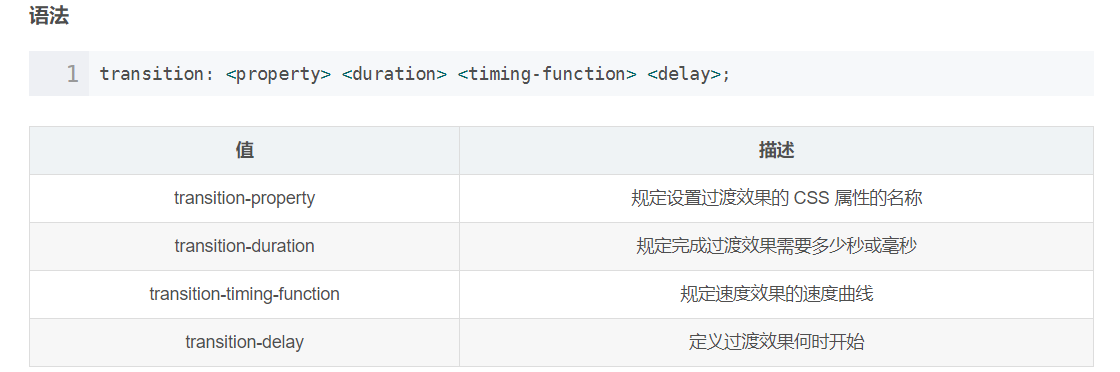 语法
1 transition: <property> <duration> <timing-function> <delay>;
值 描述
transition-property 规定设置过渡效果的 CSS 属性的名称
transition-duration 规定完成过渡效果需要多少秒或毫秒
transition-timing-function 规定速度效果的速度曲线
transition-delay 定义过渡效果何时开始